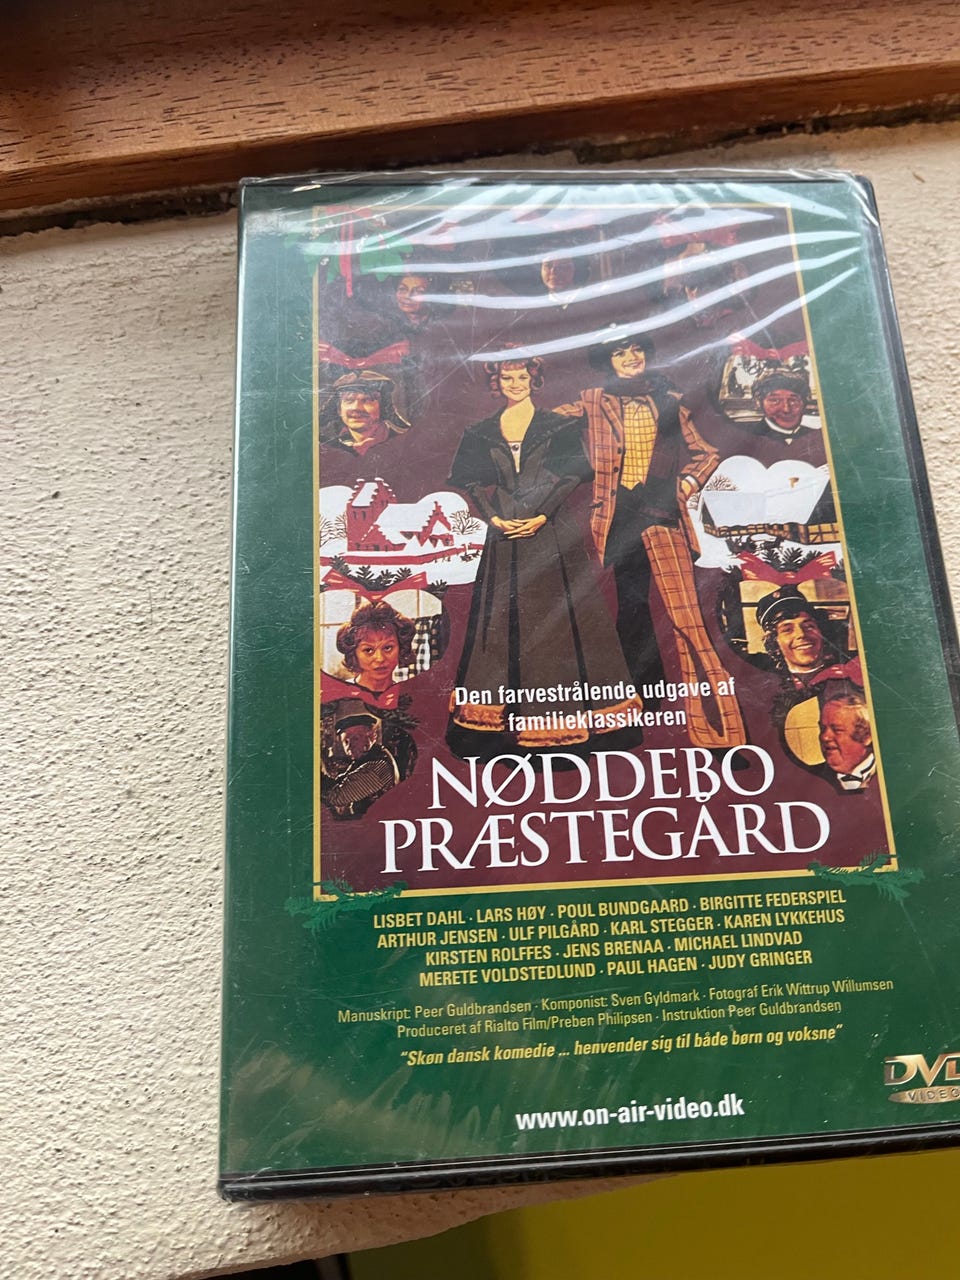 Den farvestrålende udgave af
familieklassikeren
NØDDEBO
PRÆSTEGÅRD
LISBET DAHL · LARS HØY · POUL BUNDGAARD · BIRGITTE FEDERSPIEL
ARTHUR JENSEN · ULF PILGÅRD · KARL STEGGER · KAREN LYKKEHUS
KIRSTEN ROLFFES · JENS BRENAA · MICHAEL LINDVAD
MERETE VOLDSTEDLUND · PAUL HAGEN · JUDY GRINGER
Manuskript: Peer Guldbrandsen · Komponist: Sven Gyldmark · Fotograf Erik Wittrup Willumsen
Produceret af Rialto Film/Preben Philipsen · Instruktion Peer Guldbrandsen
"Skøn dansk komedie ... henvender sig til både børn og voksne"
DVD
VIDEO
www.on-air-video.dk